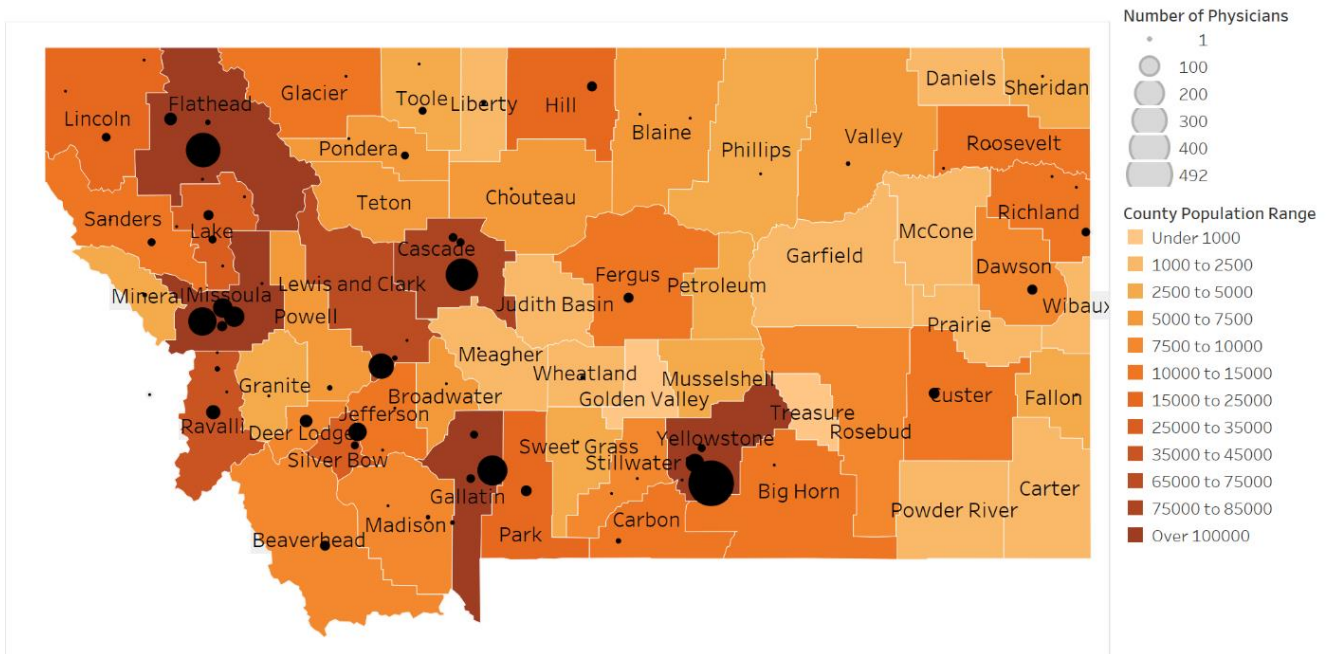 Number of Physicians
1
100
200
300
400
492
County Population Range
Under 1000
1000 to 2500
2500 to 5000
5000 to 7500
7500 to 10000
10000 to 15000
15000 to 25000
25000 to 35000
35000 to 45000
65000 to 75000
75000 to 85000
Over 100000
Daniels
Sheridan
Glacier
Flathead
Toole
Liberty
Hill
Lincoln
Blaine
Valley
Roosevelt
Pondera
Phillips
Chouteau
Teton
Richland
Sanders
Lake
McCone
Cascade
Garfield
Fergus
Dawson
Lewis and Clark
Petroleum
Mineral
Missoula
Judith Basin
Wibaux
Powell
Prairie
Meagher
Wheatland
Musselshell
Granite
Broadwater
Golden Valley
Custer
Fallon
Jefferson
Treasure
Ravalli
Deer Lodge
Rosebud
Yellowstone
Sweet Grass
Silver Bow
Stillwater
Big Horn
Carter
Gallatin
Powder River
Madison
Carbon
Park
Beaverhead